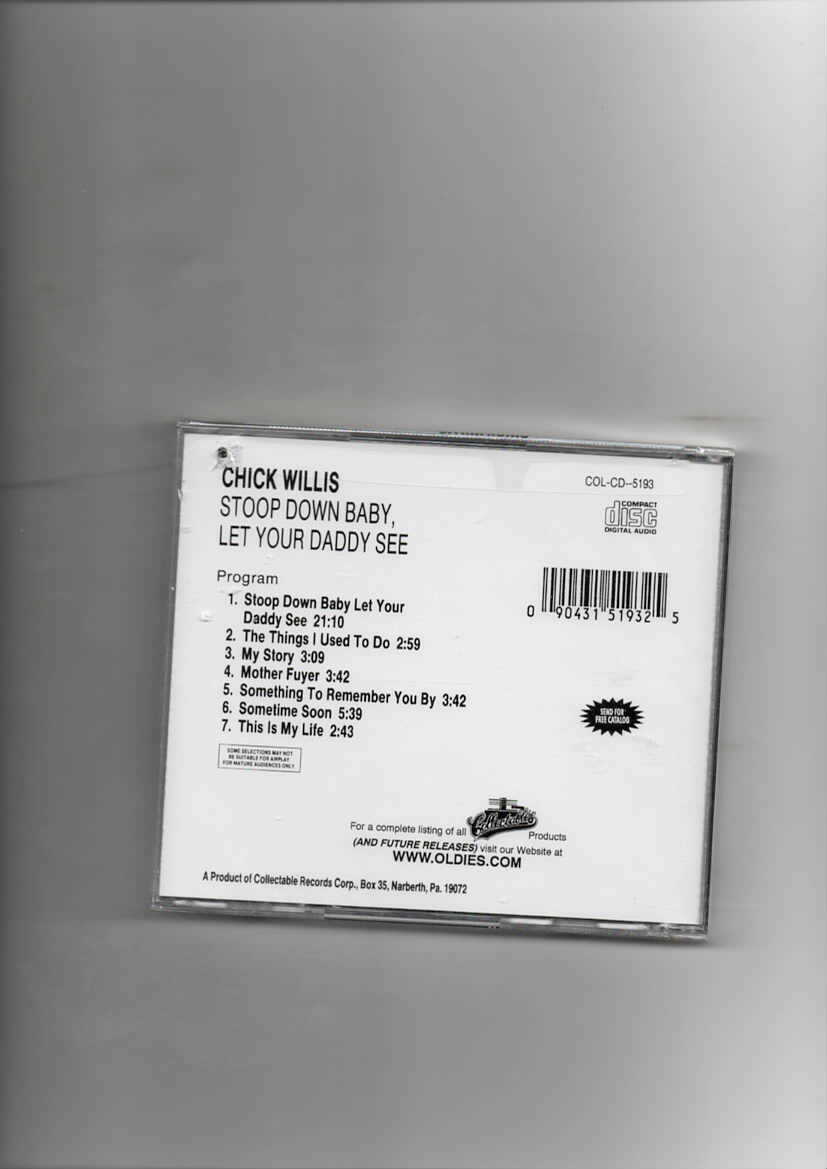 CHICK WILLIS
STOOP DOWN BABY,
LET YOUR DADDY SEE
COL-CD--5193
COMPACT
disc
DIGITAL AUDIO
Program
1. Stoop Down Baby Let Your
Daddy See 21:10
2. The Things I Used To Do 2:59
3. My Story 3:09
4. Mother Fuyer 3:42
5. Something To Remember You By 3:42
6. Sometime Soon 5:39
7. This Is My Life 2:43
0 90431 51932 5
SEND FOR
FREE CATALOG
SOME SELECTIONS MAY NOT
BE SUITABLE FOR AIRPLAY
FOR MATURE AUDIENCES ONLY
For a complete listing of all Collectables Products
(AND FUTURE RELEASES) visit our Website at
WWW.OLDIES.COM
A Product of Collectable Records Corp., Box 35, Narberth, Pa. 19072